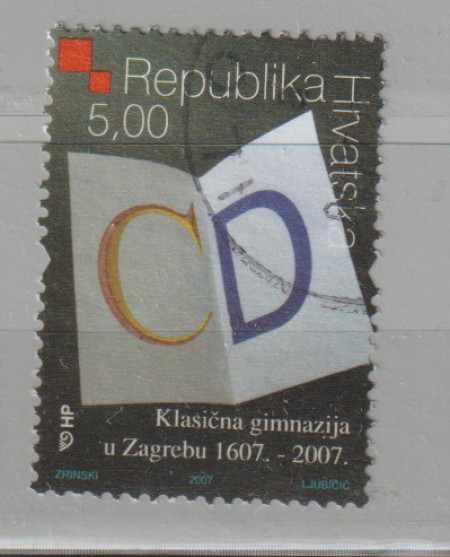 Republika
Hrvatska
5,00
CD
HP
Klasična gimnazija
u Zagrebu 1607. - 2007.
ZRINSKI 2007 LJUBIČIĆ